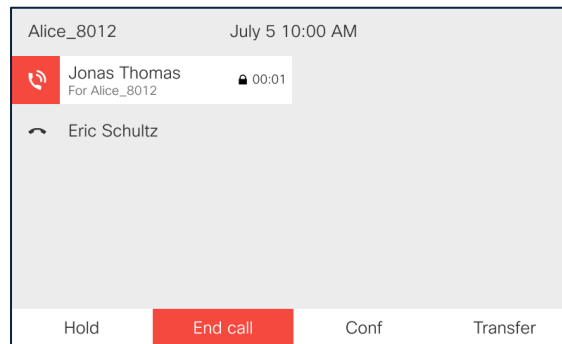 Alice_8012 July 5 10:00 AM
Jonas Thomas 00:01
For Alice_8012
Eric Schultz
Hold End call Conf Transfer